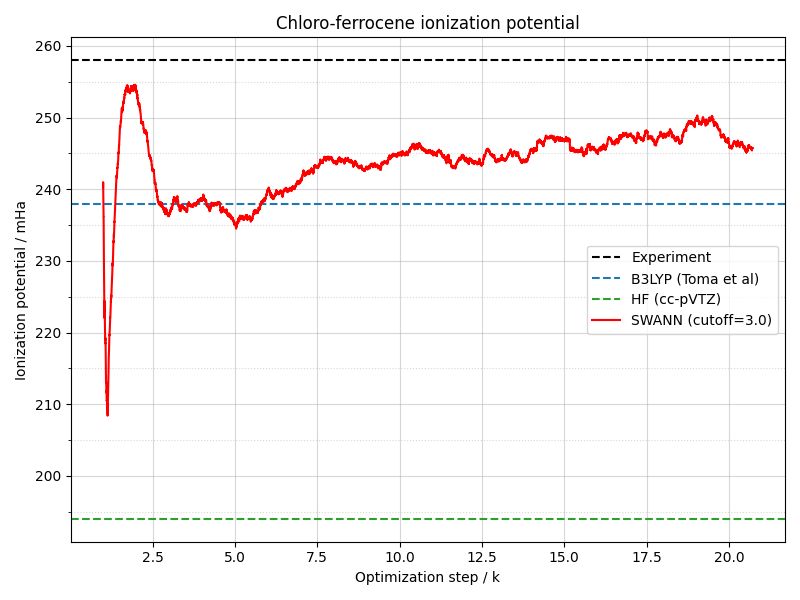 Chloro-ferrocene ionization potential
Ionization potential / mHa
260
250
240
230
220
210
200
Experiment
B3LYP (Toma et al)
HF (cc-pVTZ)
SWANN (cutoff=3.0)
2.5 5.0 7.5 10.0 12.5 15.0 17.5 20.0
Optimization step / k